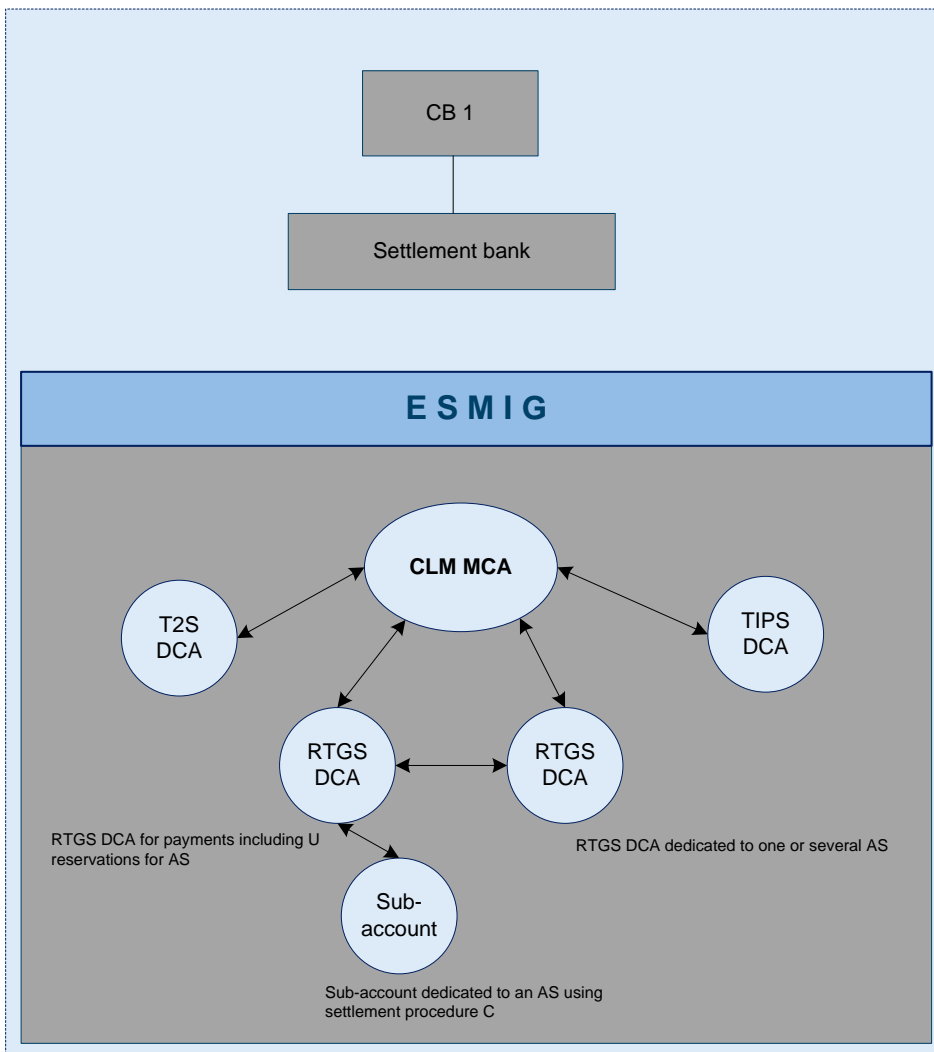 CB 1
Settlement bank
E S M I G
CLM MCA
T2S
DCA
TIPS
DCA
RTGS
DCA
RTGS
DCA
RTGS DCA for payments including U
reservations for AS
RTGS DCA dedicated to one or several AS
Sub-
account
Sub-account dedicated to an AS using
settlement procedure C